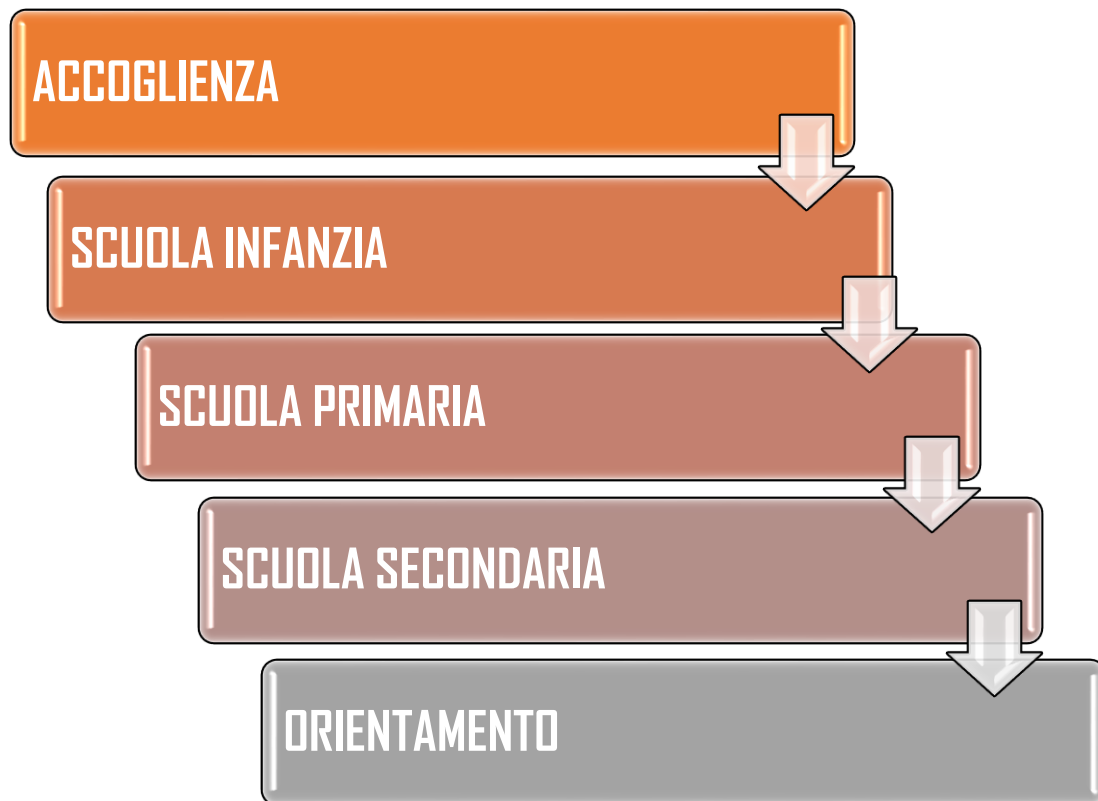 ACCOGLIENZA
SCUOLA INFANZIA
SCUOLA PRIMARIA
SCUOLA SECONDARIA
ORIENTAMENTO